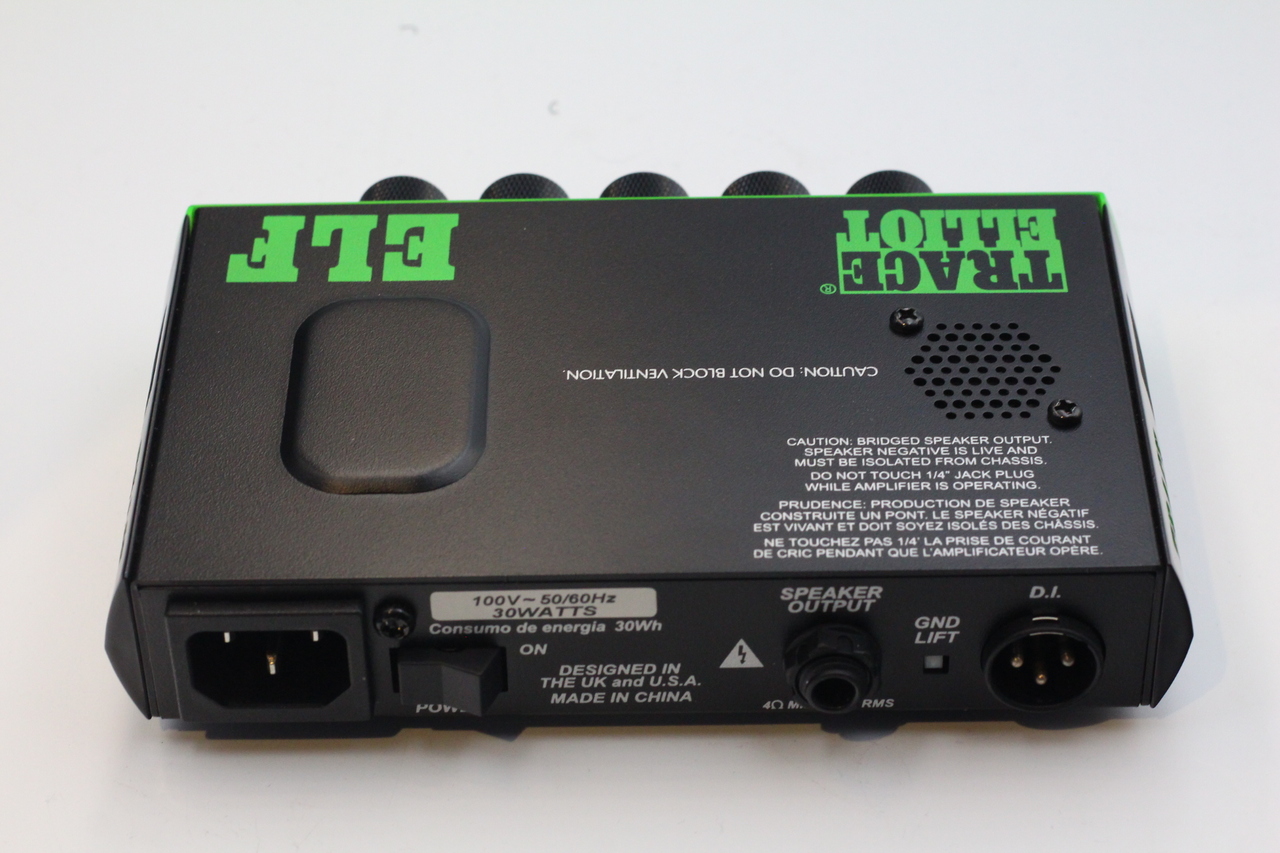 ELF
TRACE
ELLIOT
®
CAUTION: DO NOT BLOCK VENTILATION.
CAUTION: BRIDGED SPEAKER OUTPUT.
SPEAKER NEGATIVE IS LIVE AND
MUST BE ISOLATED FROM CHASSIS.
DO NOT TOUCH 1/4" JACK PLUG
WHILE AMPLIFIER IS OPERATING.
PRUDENCE: PRODUCTION DE SPEAKER
CONSTRUITE UN PONT. LE SPEAKER NÉGATIF
EST VIVANT ET DOIT SOYEZ ISOLÉS DES CHÂSSIS.
NE TOUCHEZ PAS 1/4' LA PRISE DE COURANT
DE CRIC PENDANT QUE L'AMPLIFICATEUR OPÈRE.
100V~ 50/60Hz
30WATTS
Consumo de energia 30Wh
ON
DESIGNED IN
THE UK and U.S.A.
MADE IN CHINA
SPEAKER
OUTPUT
4Ω
RMS
GND
LIFT
D.I.